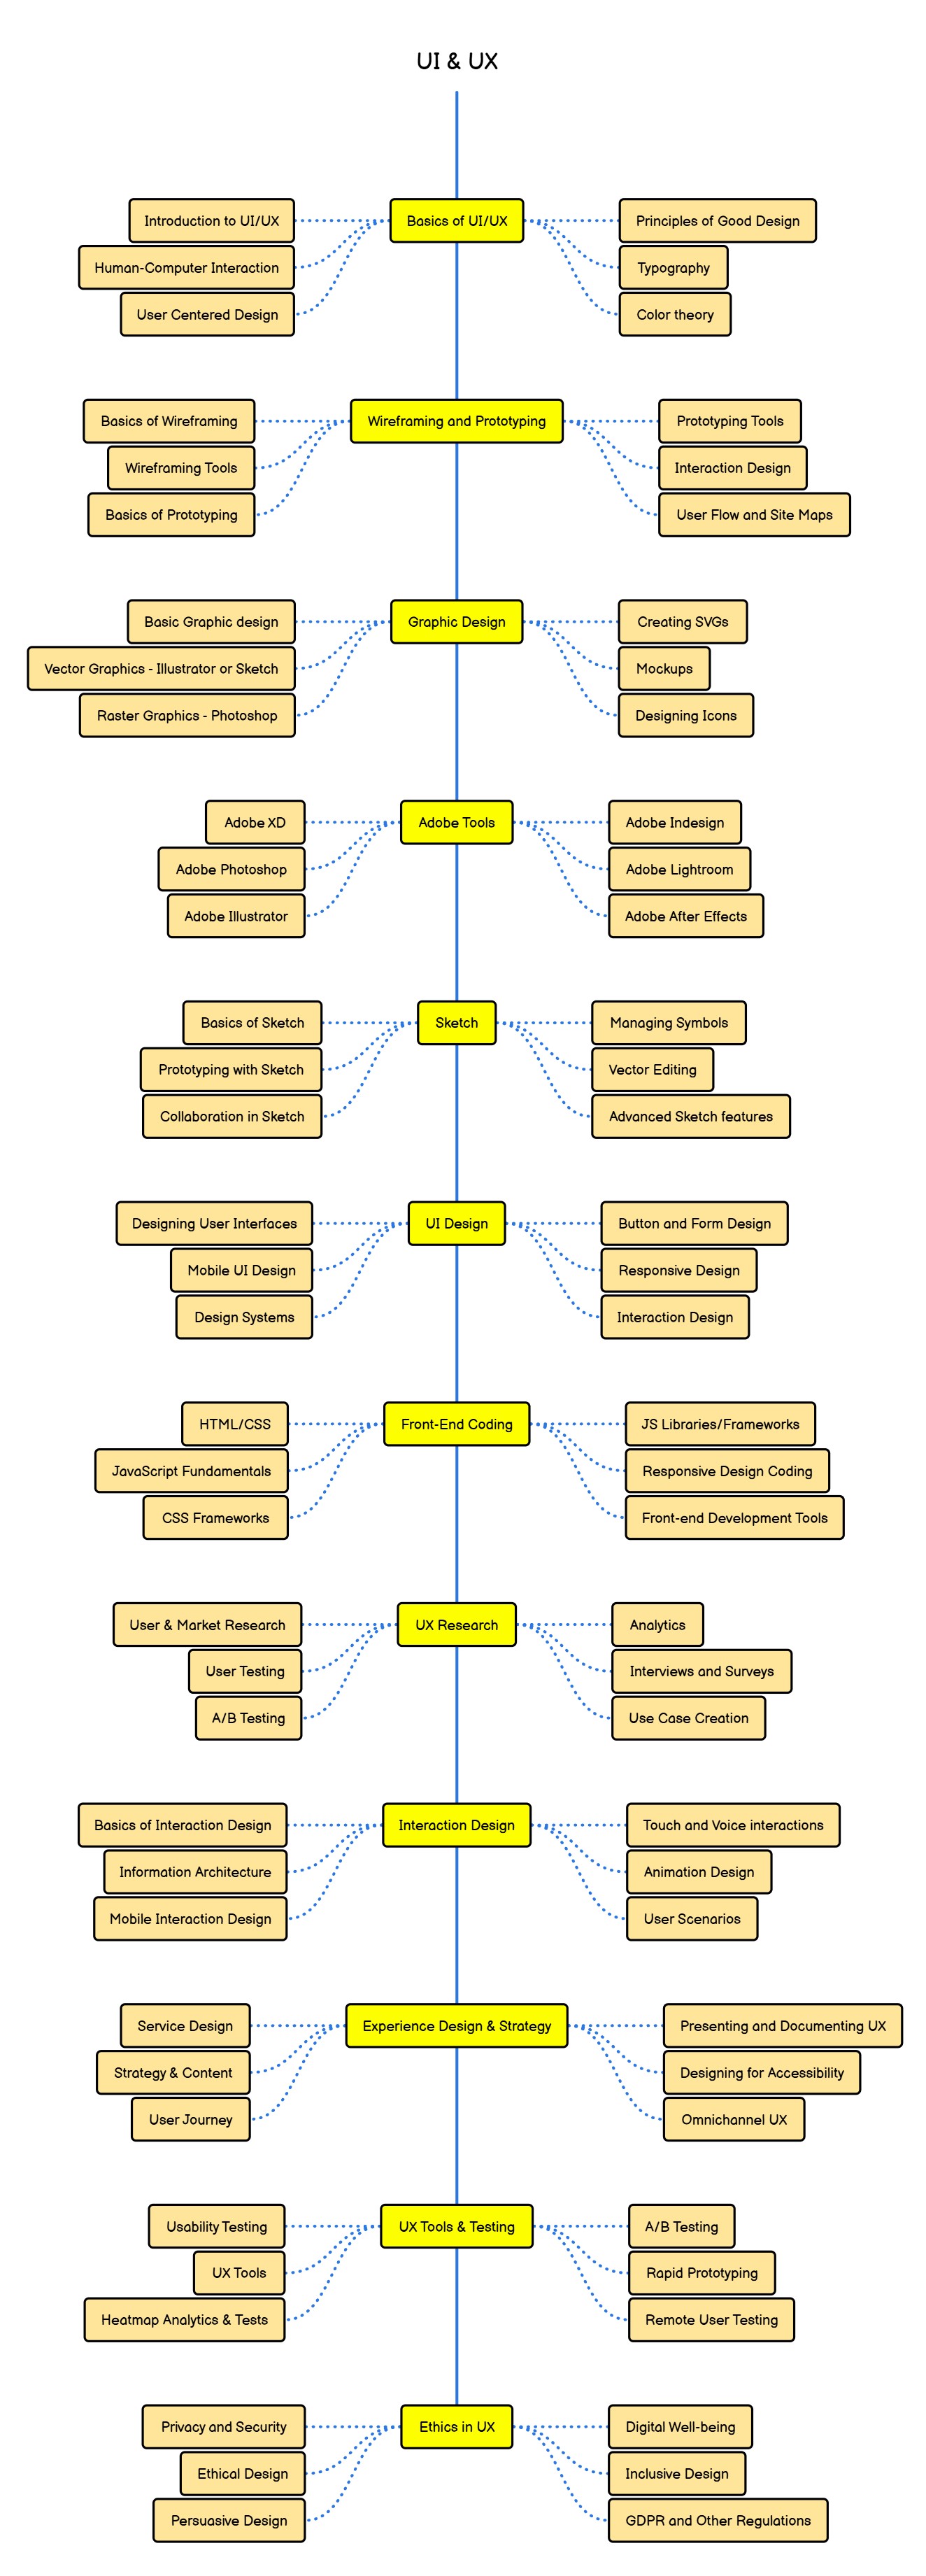 UI & UX
Introduction to UI/UX
Basics of UI/UX
Principles of Good Design
Human-Computer Interaction
Typography
User Centered Design
Color theory
Basics of Wireframing
Wireframing and Prototyping
Prototyping Tools
Wireframing Tools
Interaction Design
Basics of Prototyping
User Flow and Site Maps
Basic Graphic design
Graphic Design
Creating SVGs
Vector Graphics - Illustrator or Sketch
Mockups
Raster Graphics - Photoshop
Designing Icons
Adobe XD
Adobe Tools
Adobe Indesign
Adobe Photoshop
Adobe Lightroom
Adobe Illustrator
Adobe After Effects
Basics of Sketch
Sketch
Managing Symbols
Prototyping with Sketch
Vector Editing
Collaboration in Sketch
Advanced Sketch features
Designing User Interfaces
UI Design
Button and Form Design
Mobile UI Design
Responsive Design
Design Systems
Interaction Design
HTML/CSS
Front-End Coding
JS Libraries/Frameworks
JavaScript Fundamentals
Responsive Design Coding
CSS Frameworks
Front-end Development Tools
User & Market Research
UX Research
Analytics
User Testing
Interviews and Surveys
A/B Testing
Use Case Creation
Basics of Interaction Design
Interaction Design
Touch and Voice interactions
Information Architecture
Animation Design
Mobile Interaction Design
User Scenarios
Service Design
Experience Design & Strategy
Presenting and Documenting UX
Strategy & Content
Designing for Accessibility
User Journey
Omnichannel UX
Usability Testing
UX Tools & Testing
A/B Testing
UX Tools
Rapid Prototyping
Heatmap Analytics & Tests
Remote User Testing
Privacy and Security
Ethics in UX
Digital Well-being
Ethical Design
Inclusive Design
Persuasive Design
GDPR and Other Regulations